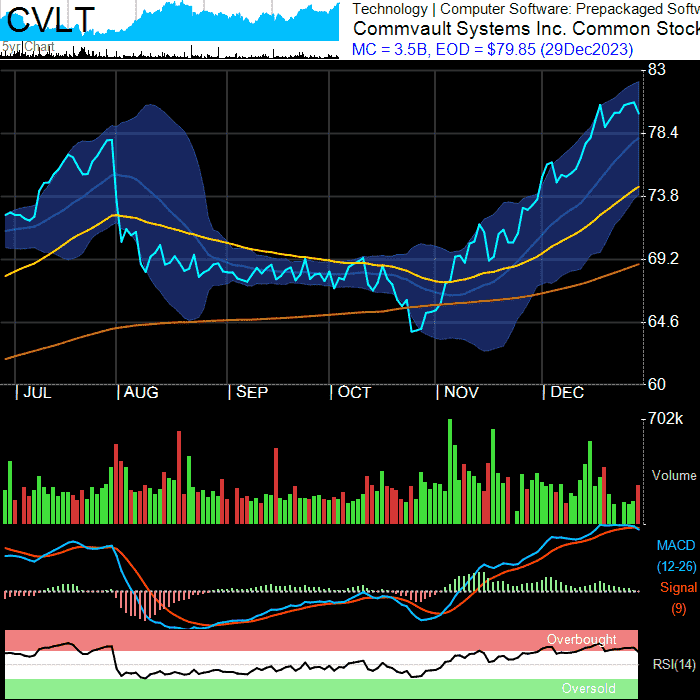 CVLT
5yr Chart
Technology | Computer Software: Prepackaged Softw
Commvault Systems Inc. Common Stock
MC = 3.5B, EOD = $79.85 (29Dec2023)
83
78.4
73.8
69.2
64.6
60
JUL AUG SEP OCT NOV DEC
702k
Volume
MACD
(12-26)
Signal
(9)
Overbought
RSI(14)
Oversold